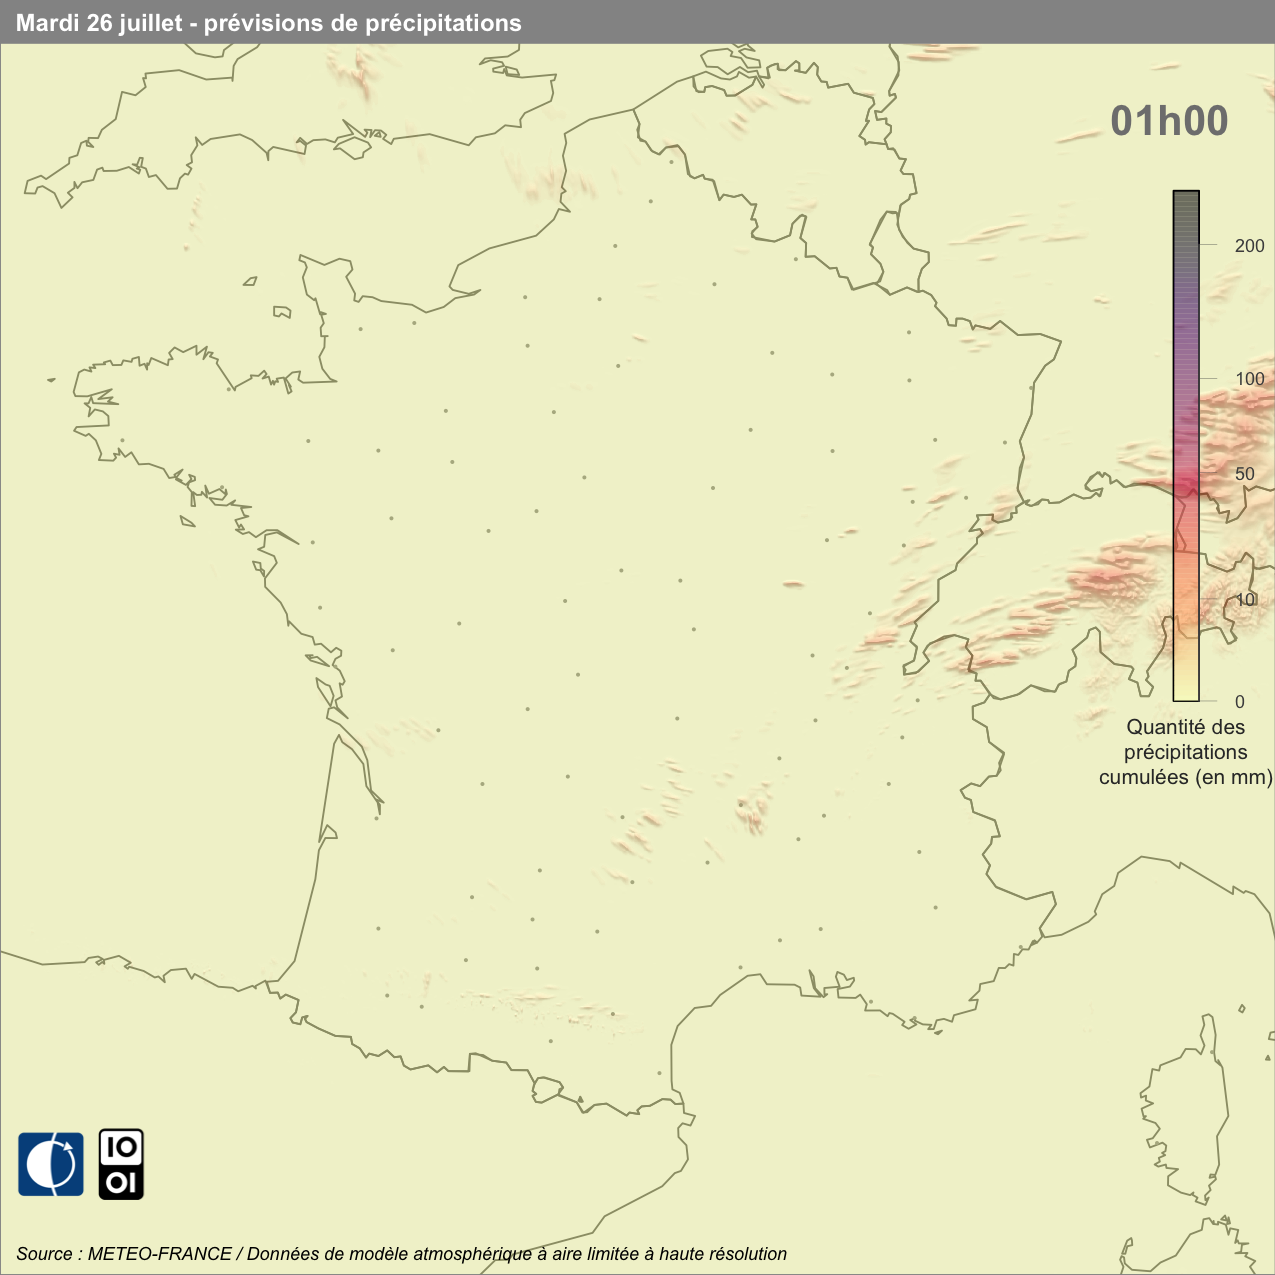 Mardi 26 juillet - prévisions de précipitations
01h00
200
100
50
10
0
Quantité des
précipitations
cumulées (en mm)
IO
OI
Source : METEO-FRANCE / Données de modèle atmosphérique à aire limitée à haute résolution